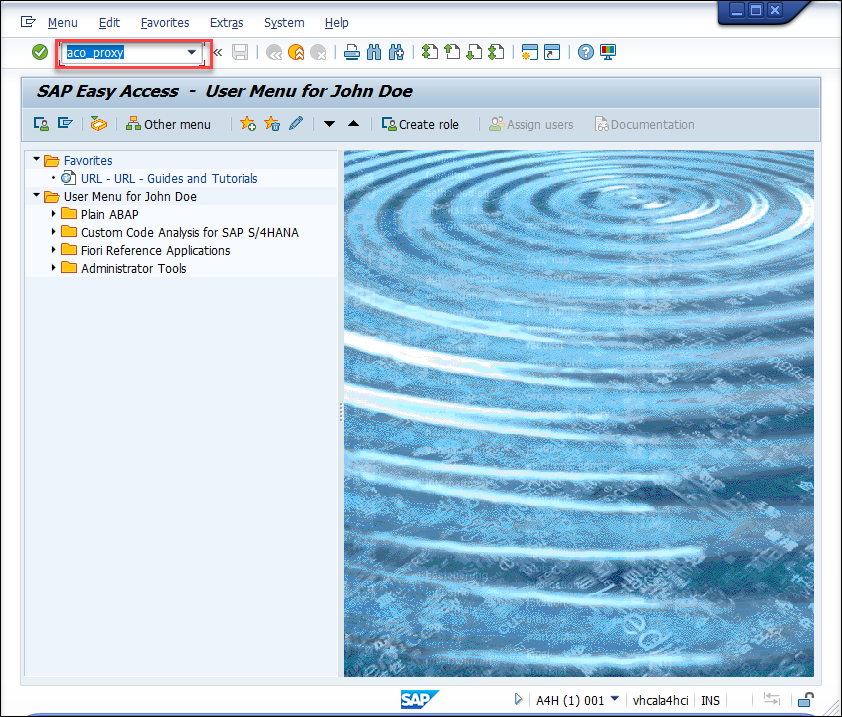 Menu Edit Favorites Extras System Help
aco_proxy
SAP Easy Access - User Menu for John Doe
Other menu Create role Assign users Documentation
Favorites
URL - URL - Guides and Tutorials
User Menu for John Doe
Plain ABAP
Custom Code Analysis for SAP S/4HANA
Fiori Reference Applications
Administrator Tools
SAP A4H (1) 001 vhcala4hci INS